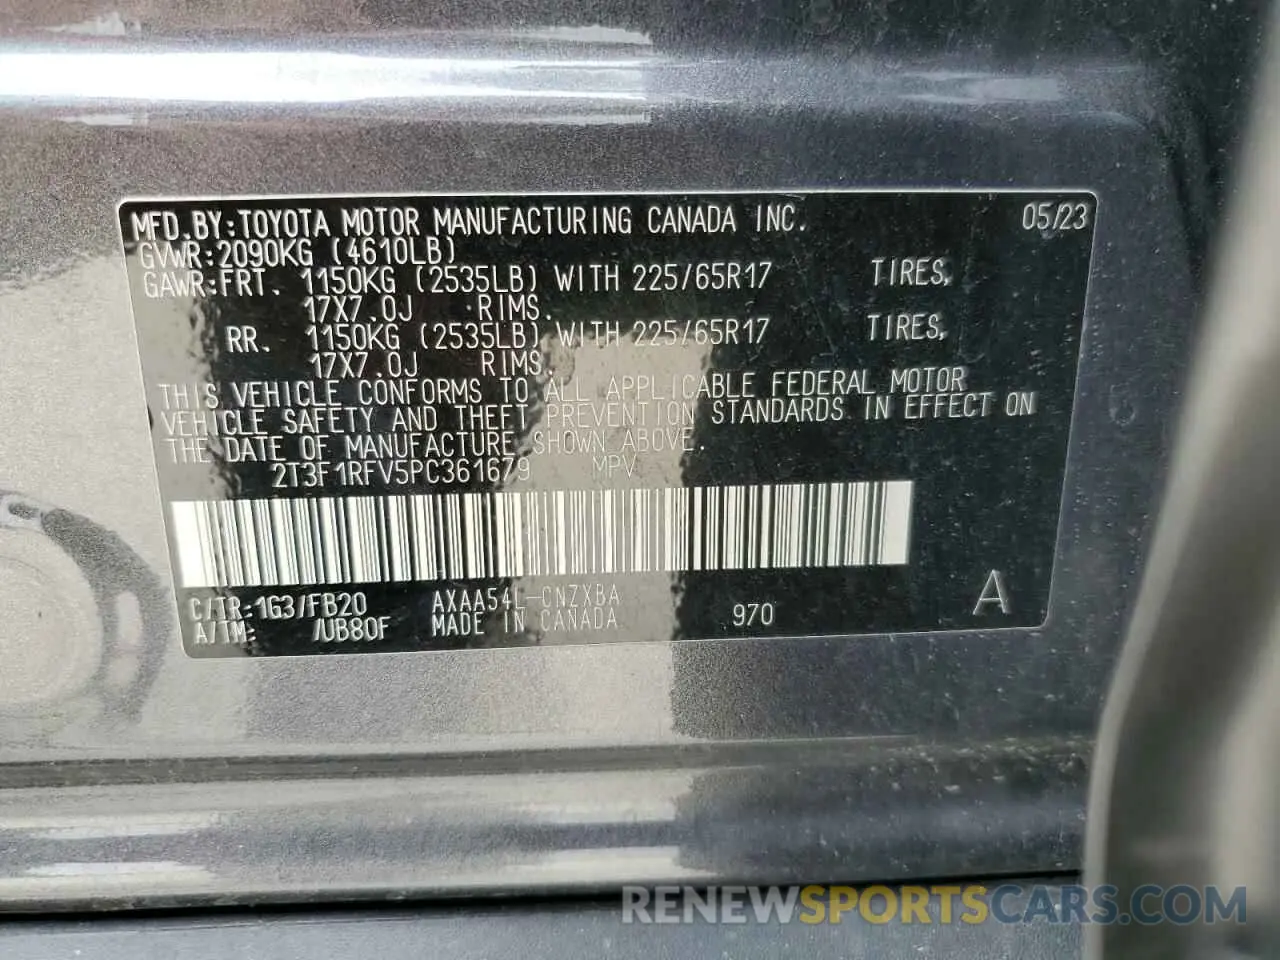 MFD.BY:TOYOTA MOTOR MANUFACTURING CANADA INC. 05/23
GVWR:2090KG (4610LB)
GAWR:FRT. 1150KG (2535LB) WITH 225/65R17 TIRES,
17X7.0J RIMS.
RR. 1150KG (2535LB) WITH 225/65R17 TIRES,
17X7.0J RIMS.
THIS VEHICLE CONFORMS TO ALL APPLICABLE FEDERAL MOTOR
VEHICLE SAFETY AND THEFT PREVENTION STANDARDS IN EFFECT ON
THE DATE OF MANUFACTURE SHOWN ABOVE.
2T3F1RFV5PC361679 MPV
C/TR:1G3/FB20 AXAA54L-CNZXBA
A/TM: /UB80F MADE IN CANADA 970 A
RENEWSPORTSCARS.COM